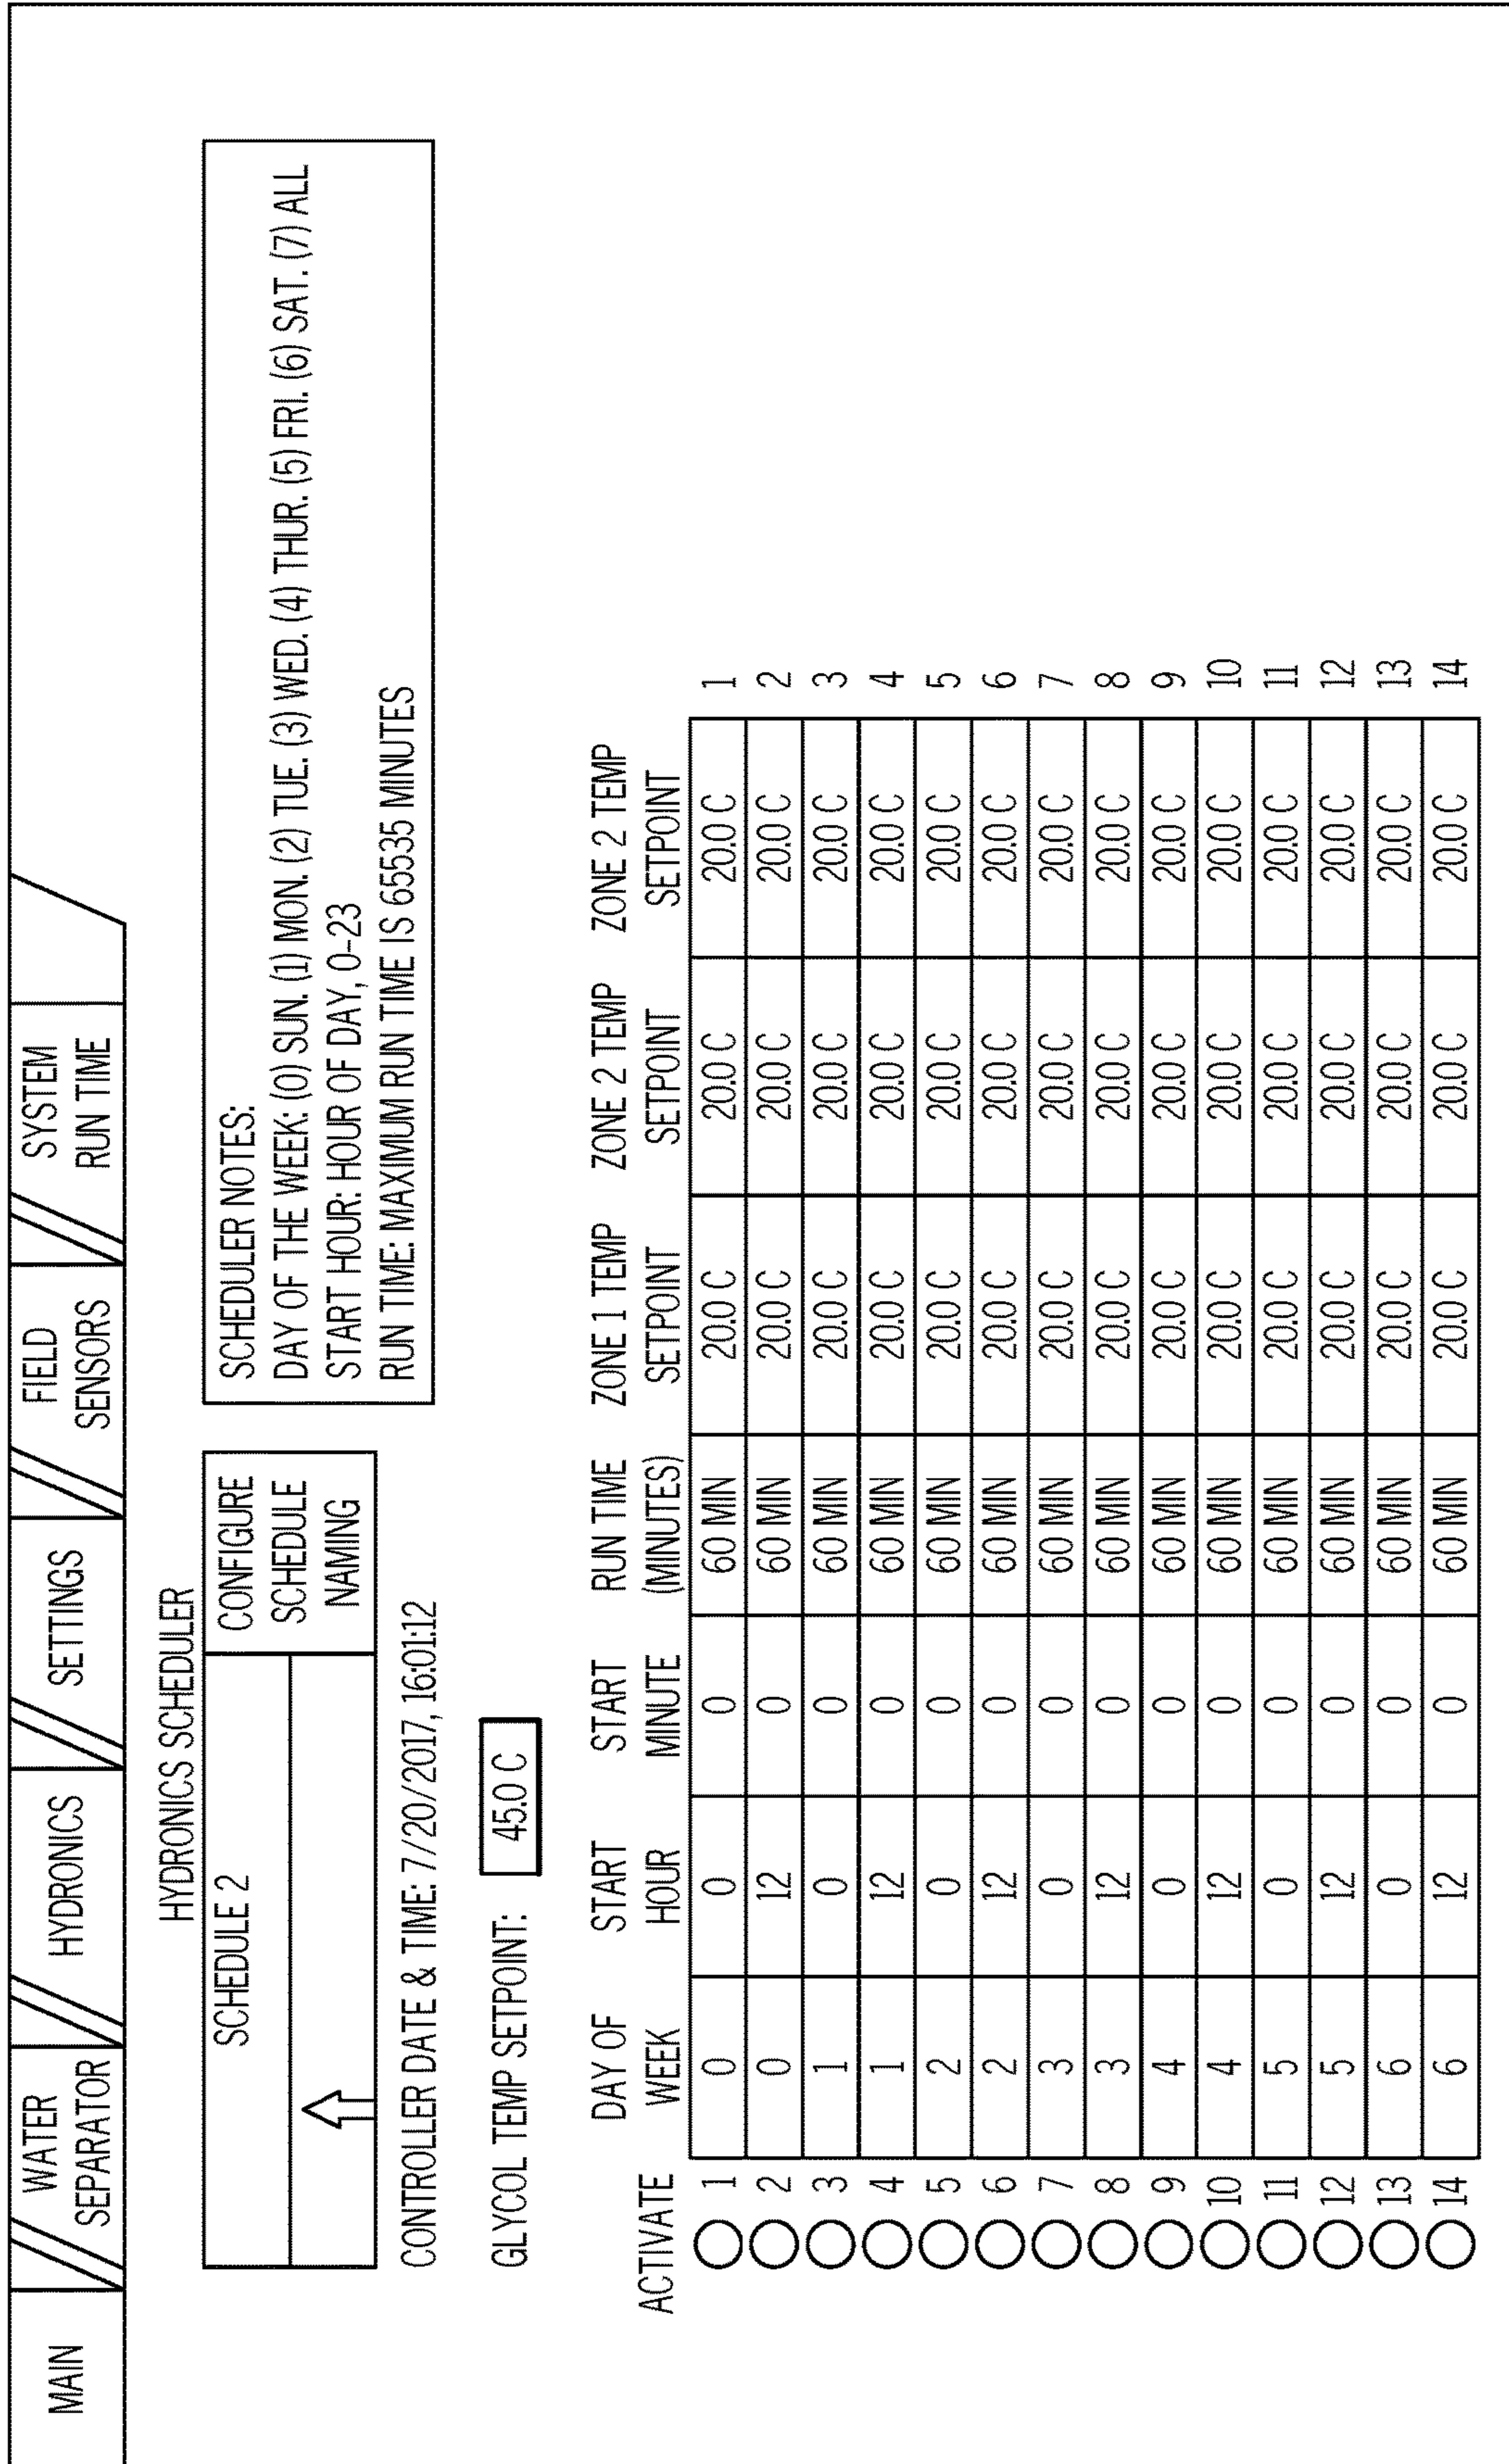 MAIN
WATER
SEPARATOR
HYDRONICS
SETTINGS
FIELD
SENSORS
SYSTEM
RUN TIME
HYDRONICS SCHEDULER
SCHEDULE 2
CONFIGURE
SCHEDULE
NAMING
SCHEDULER NOTES:
DAY OF THE WEEK: (0) SUN. (1) MON. (2) TUE. (3) WED. (4) THUR. (5) FRI. (6) SAT. (7) ALL
START HOUR: HOUR OF DAY, 0-23
RUN TIME: MAXIMUM RUN TIME IS 65535 MINUTES
CONTROLLER DATE & TIME: 7/20/2017, 16:01:12
GLYCOL TEMP SETPOINT: 45.0 C
DAY OF START RUN TIME ZONE 1 TEMP ZONE 2 TEMP ZONE 2 TEMP
ACTIVATE WEEK HOUR MINUTE (MINUTES) SETPOINT SETPOINT SETPOINT
START
1 0 0 0 60 MIN 20.0 C 20.0 C 20.0 C 1
2 0 12 0 60 MIN 20.0 C 20.0 C 20.0 C 2
3 1 0 0 60 MIN 20.0 C 20.0 C 20.0 C 3
4 1 12 0 60 MIN 20.0 C 20.0 C 20.0 C 4
5 2 0 0 60 MIN 20.0 C 20.0 C 20.0 C 5
6 2 12 0 60 MIN 20.0 C 20.0 C 20.0 C 6
7 3 0 0 60 MIN 20.0 C 20.0 C 20.0 C 7
8 3 12 0 60 MIN 20.0 C 20.0 C 20.0 C 8
9 4 0 0 60 MIN 20.0 C 20.0 C 20.0 C 9
10 4 12 0 60 MIN 20.0 C 20.0 C 20.0 C 10
11 5 0 0 60 MIN 20.0 C 20.0 C 20.0 C 11
12 5 12 0 60 MIN 20.0 C 20.0 C 20.0 C 12
13 6 0 0 60 MIN 20.0 C 20.0 C 20.0 C 13
14 6 12 0 60 MIN 20.0 C 20.0 C 20.0 C 14